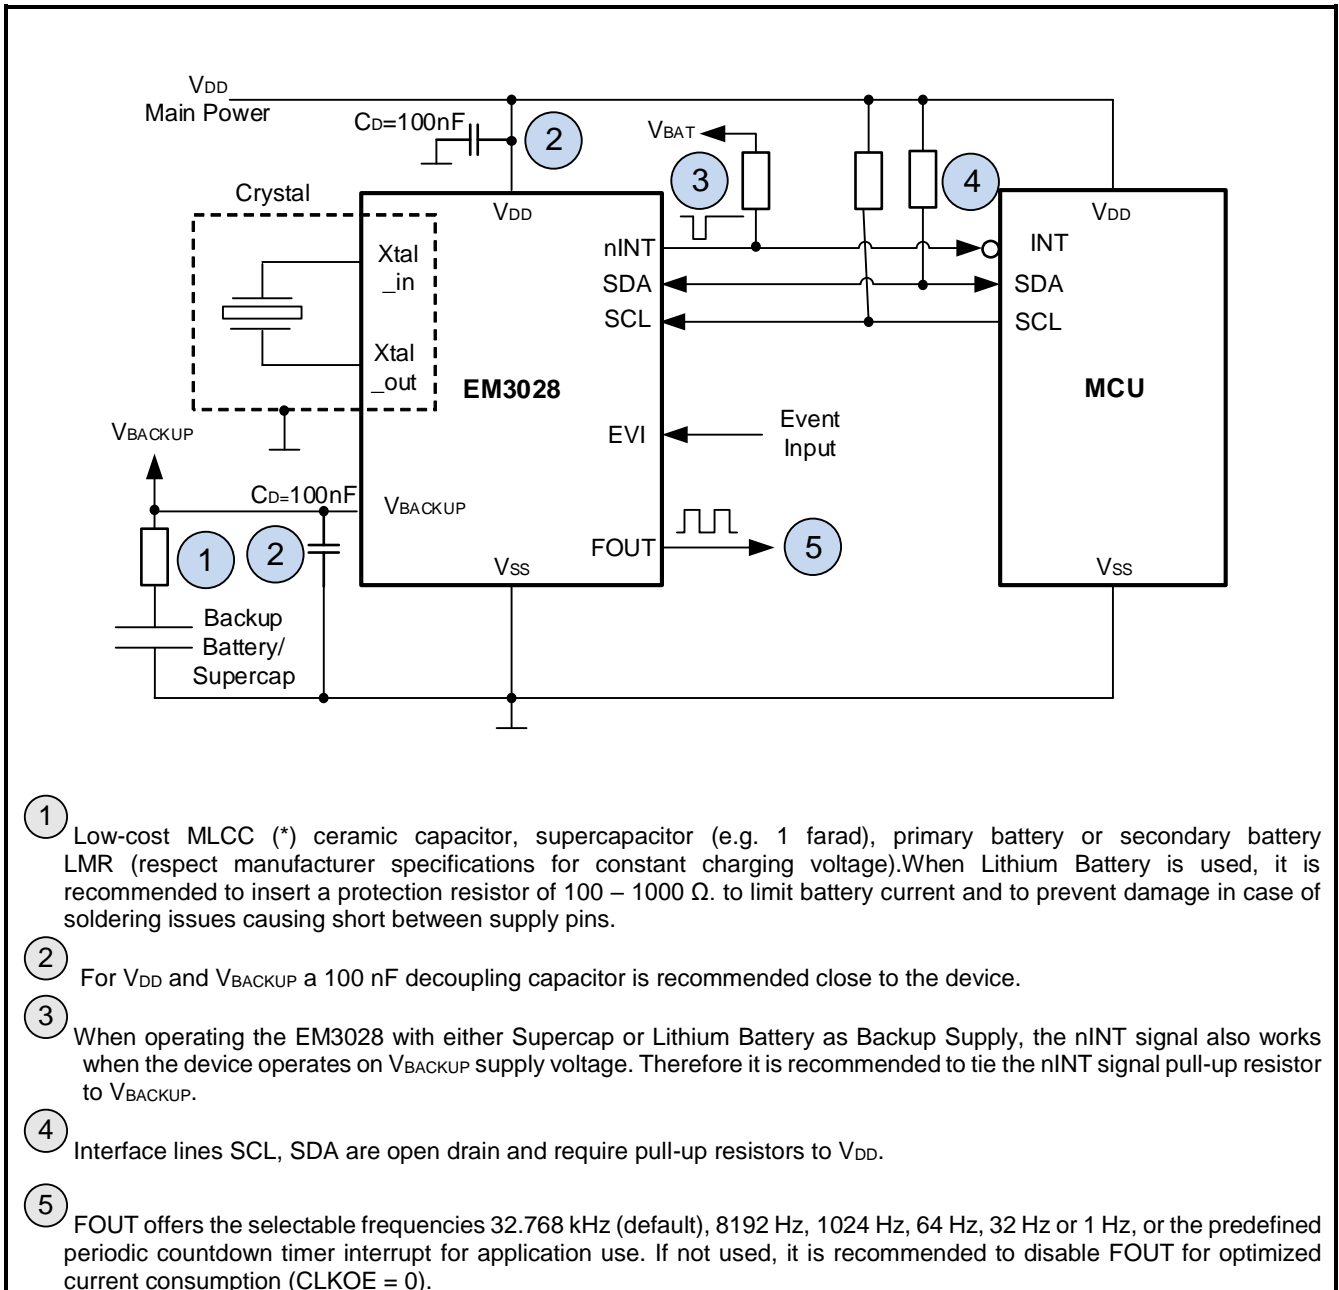 VDD
Main Power
CD=100nF
2
VBAT
3
4
Crystal
VDD
VDD
Xtal
_in
nINT
INT
SDA
SDA
SCL
SCL
Xtal
_out
EM3028
MCU
VBACKUP
EVI
Event
Input
CD=100nF
VBACKUP
1
2
FOUT
5
VSS
VSS
Backup
Battery/
Supercap
1
Low-cost MLCC (*) ceramic capacitor, supercapacitor (e.g. 1 farad), primary battery or secondary battery
LMR (respect manufacturer specifications for constant charging voltage).When Lithium Battery is used, it is
recommended to insert a protection resistor of 100 – 1000 Ω. to limit battery current and to prevent damage in case of
soldering issues causing short between supply pins.
2
For VDD and VBACKUP a 100 nF decoupling capacitor is recommended close to the device.
3
When operating the EM3028 with either Supercap or Lithium Battery as Backup Supply, the nINT signal also works
when the device operates on VBACKUP supply voltage. Therefore it is recommended to tie the nINT signal pull-up resistor
to VBACKUP.
4
Interface lines SCL, SDA are open drain and require pull-up resistors to VDD.
5
FOUT offers the selectable frequencies 32.768 kHz (default), 8192 Hz, 1024 Hz, 64 Hz, 32 Hz or 1 Hz, or the predefined
periodic countdown timer interrupt for application use. If not used, it is recommended to disable FOUT for optimized
current consumption (CLKOE = 0).